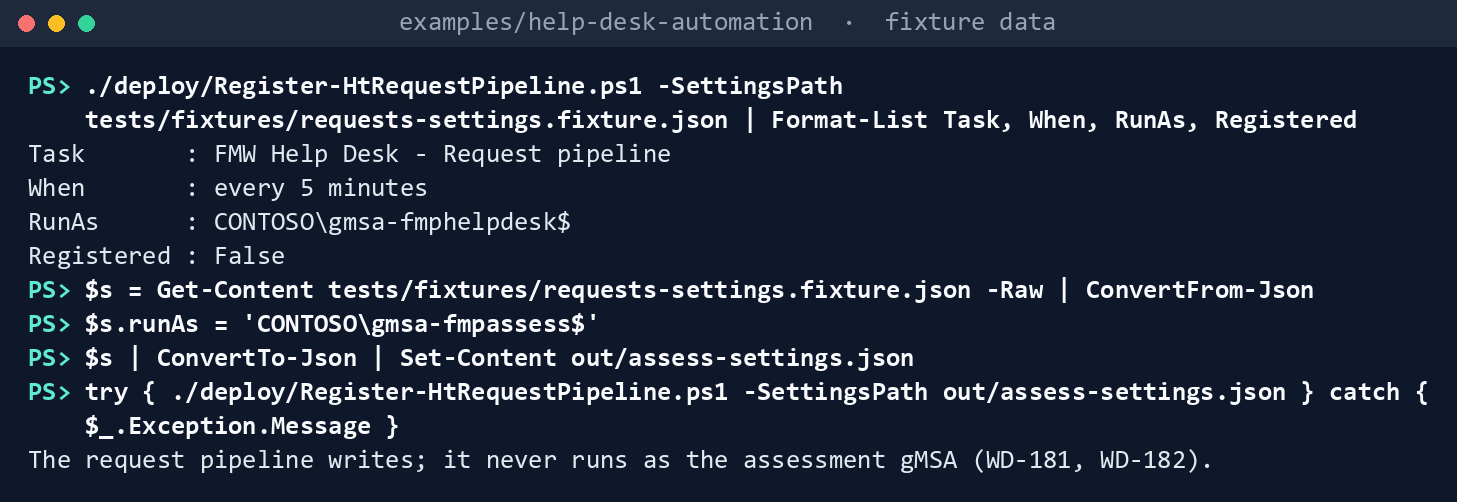 examples/help-desk-automation · fixture data
PS> ./deploy/Register-HtRequestPipeline.ps1 -SettingsPath
tests/fixtures/requests-settings.fixture.json | Format-List Task, When, RunAs, Registered
Task       : FMW Help Desk - Request pipeline
When       : every 5 minutes
RunAs      : CONTOSO\gmsa-fmphelpdesk$
Registered : False
PS> $s = Get-Content tests/fixtures/requests-settings.fixture.json -Raw | ConvertFrom-Json
PS> $s.runAs = 'CONTOSO\gmsa-fmpassess$'
PS> $s | ConvertTo-Json | Set-Content out/assess-settings.json
PS> try { ./deploy/Register-HtRequestPipeline.ps1 -SettingsPath out/assess-settings.json } catch {
$_.Exception.Message }
The request pipeline writes; it never runs as the assessment gMSA (WD-181, WD-182).